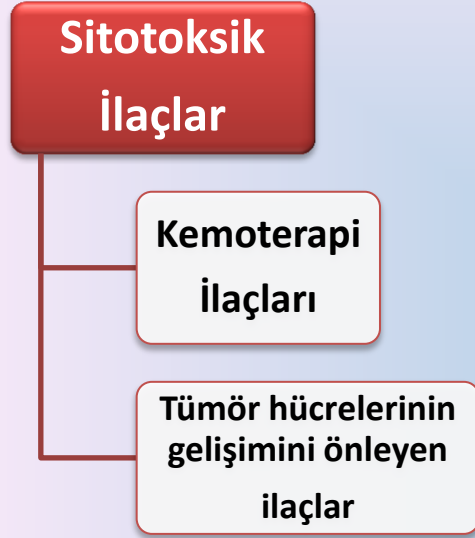 Sitotoksik
İlaçlar
Kemoterapi
İlaçları
Tümör hücrelerinin
gelişimini önleyen
ilaçlar